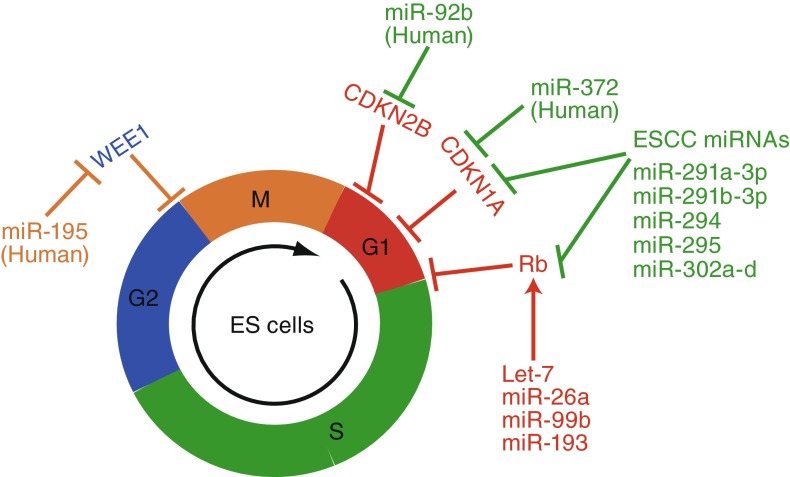 miR-92b
(Human)
CDKN2B
miR-372
(Human)
CDKN1A
ESCC miRNAs
miR-291a-3p
miR-291b-3p
miR-294
miR-295
miR-302a-d
WEE1
miR-195
(Human)
M
G1
Rb
G2
ES cells
S
Let-7
miR-26a
miR-99b
miR-193